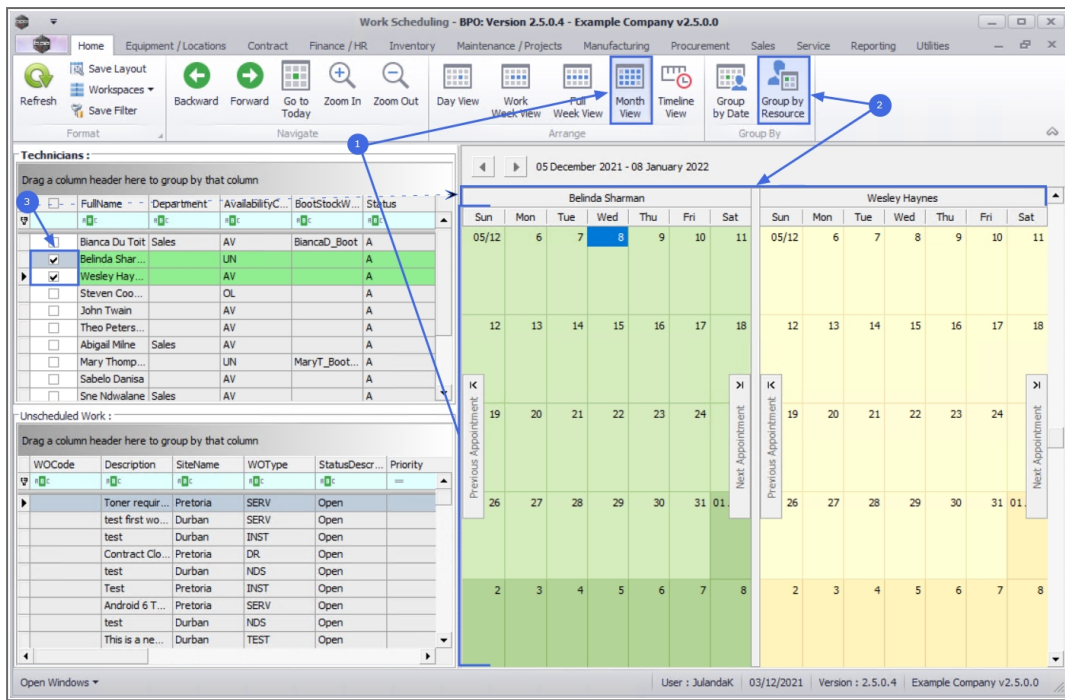 Work Scheduling - BPO: Version 2.5.0.4 - Example Company v2.5.0.0
Home Equipment / Locations Contract Finance / HR Inventory Maintenance / Projects Manufacturing Procurement Sales Service Reporting Utilities
Refresh
Save Layout
Workspaces
Save Filter
Format
Backward
Forward
Go to Today
Zoom In
Zoom Out
Navigate
Day View
Work Week View
Full Week View
Month View
Timeline View
Arrange
Group by Date
Group by Resource
Group By
1
2
3
Technicians :
Drag a column header here to group by that column
FullName Department AvailabilityC... BootStockW... Status
Bianca Du Toit Sales AV BiancaD_Boot A
Belinda Shar... UN A
Wesley Hay... AV A
Steven Coo... OL A
John Twain AV A
Theo Peters... AV A
Abigail Milne Sales AV A
Mary Thomp... UN MaryT_Boot... A
Sabelo Danisa AV A
Sne Ndwalane Sales AV A
Unscheduled Work :
Drag a column header here to group by that column
WOCode Description SiteName WOType StatusDescr... Priority
Toner requir... Pretoria SERV Open
test first wo... Durban SERV Open
test Durban INST Open
Contract Clo... Pretoria DR Open
test Durban NDS Open
Test Pretoria INST Open
Android 6 T... Pretoria SERV Open
test Durban NDS Open
This is a ne... Durban TEST Open
05 December 2021 - 08 January 2022
Belinda Sharman Wesley Haynes
Sun Mon Tue Wed Thu Fri Sat Sun Mon Tue Wed Thu Fri Sat
05/12 6 7 8 9 10 11 05/12 6 7 8 9 10 11
12 13 14 15 16 17 18 12 13 14 15 16 17 18
19 20 21 22 23 24 19 20 21 22 23 24
26 27 28 29 30 31 01. 26 27 28 29 30 31 01.
2 3 4 5 6 7 8 2 3 4 5 6 7 8
Previous Appointment
Next Appointment
Previous Appointment
Next Appointment
Open Windows
User : JulandaK 03/12/2021 Version : 2.5.0.4 Example Company v2.5.0.0